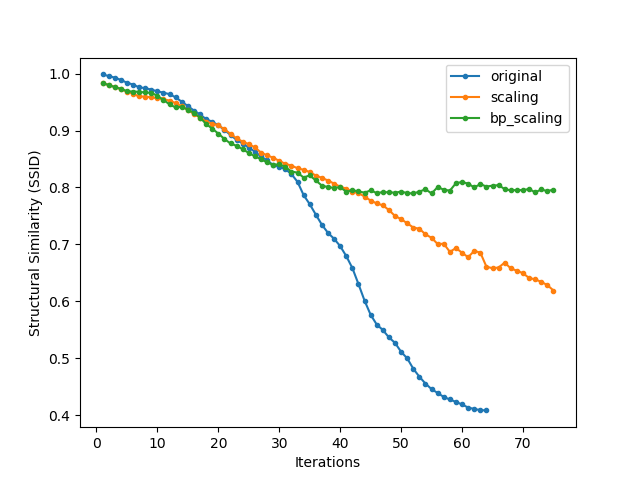 original
scaling
bp_scaling
Structural Similarity (SSID)
1.0
0.9
0.8
0.7
0.6
0.5
0.4
0 10 20 30 40 50 60 70
Iterations